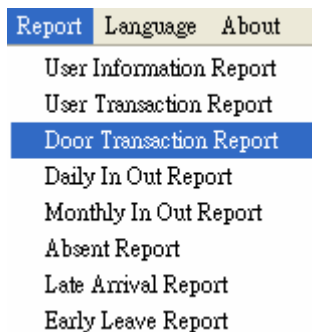 Report Language About
User Information Report
User Transaction Report
Door Transaction Report
Daily In Out Report
Monthly In Out Report
Absent Report
Late Arrival Report
Early Leave Report